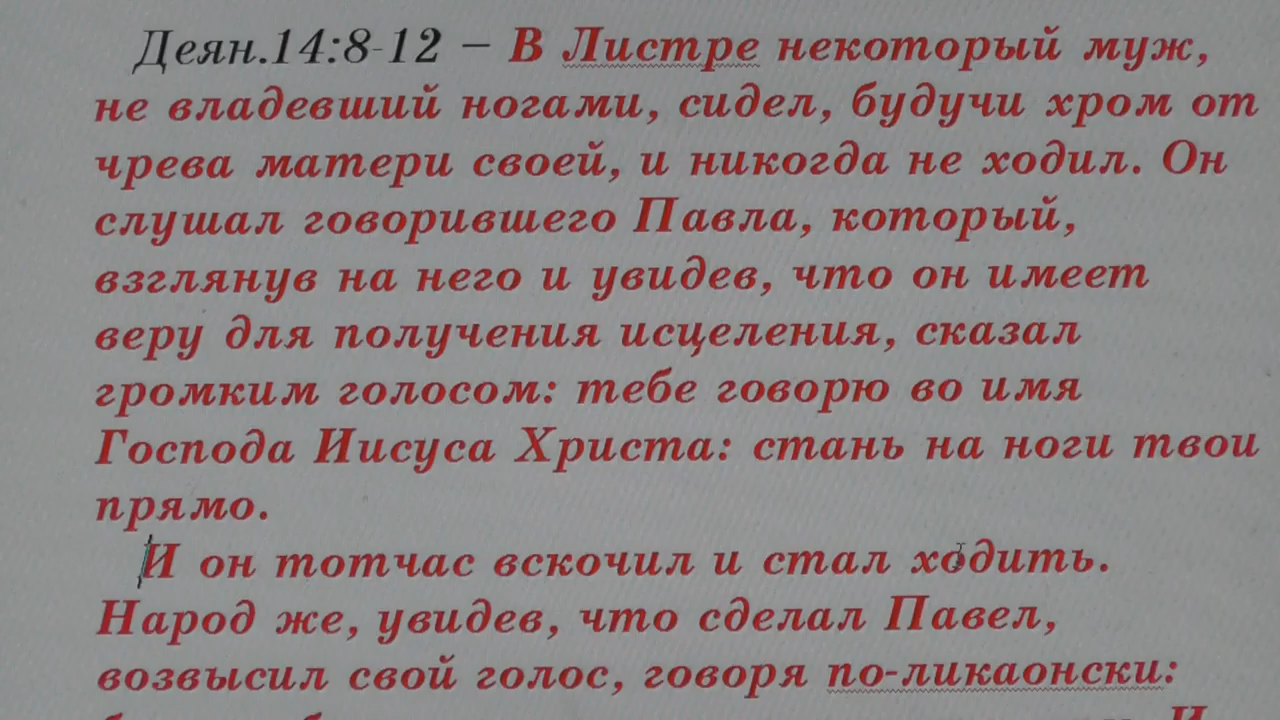 Деян.14:8-12 – В Листре некоторый муж,
не владевший ногами, сидел, будучи хром от
чрева матери своей, и никогда не ходил. Он
слушал говорившего Павла, который,
взглянув на него и увидев, что он имеет
веру для получения исцеления, сказал
громким голосом: тебе говорю во имя
Господа Иисуса Христа: стань на ноги твои
прямо.
И он тотчас вскочил и стал ходить.
Народ же, увидев, что сделал Павел,
возвысил свой голос, говоря по-ликаонски: